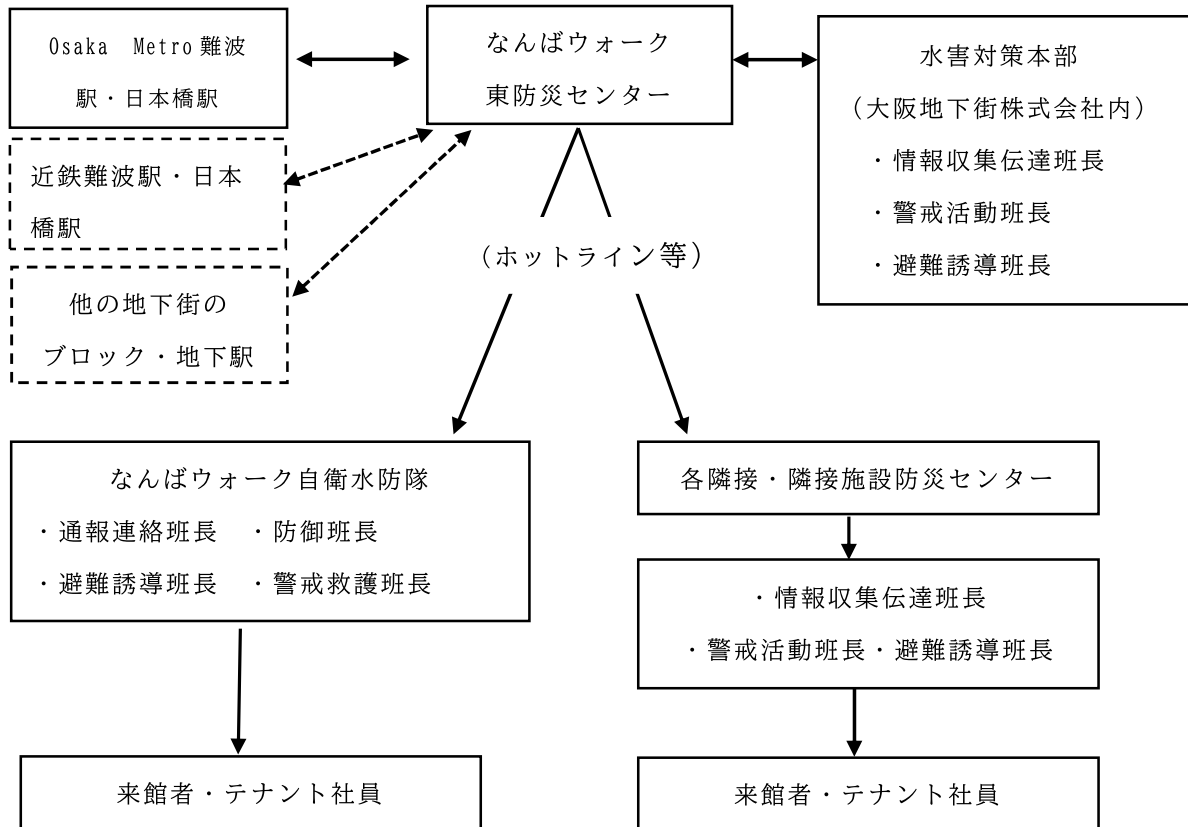 Osaka　Metro難波
駅・日本橋駅
なんばウォーク
東防災センター
水害対策本部
（大阪地下街株式会社内）
・情報収集伝達班長
・警戒活動班長
・避難誘導班長
近鉄難波駅・日本
橋駅
他の地下街の
ブロック・地下駅
（ホットライン等）
なんばウォーク自衛水防隊
・通報連絡班長　・防御班長
・避難誘導班長　・警戒救護班長
各隣接・隣接施設防災センター
・情報収集伝達班長
・警戒活動班長・避難誘導班長
来館者・テナント社員
来館者・テナント社員